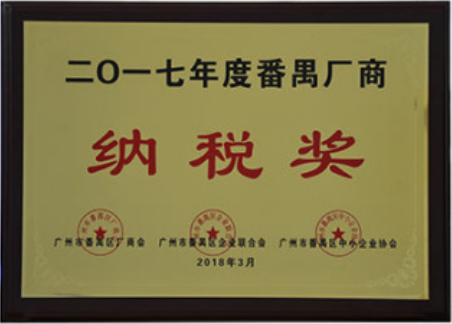 二〇一七年度番禺厂商
纳税奖
广州市番禺区厂商会 广州市番禺区企业联合会 广州市番禺区中小企业协会
2018年3月